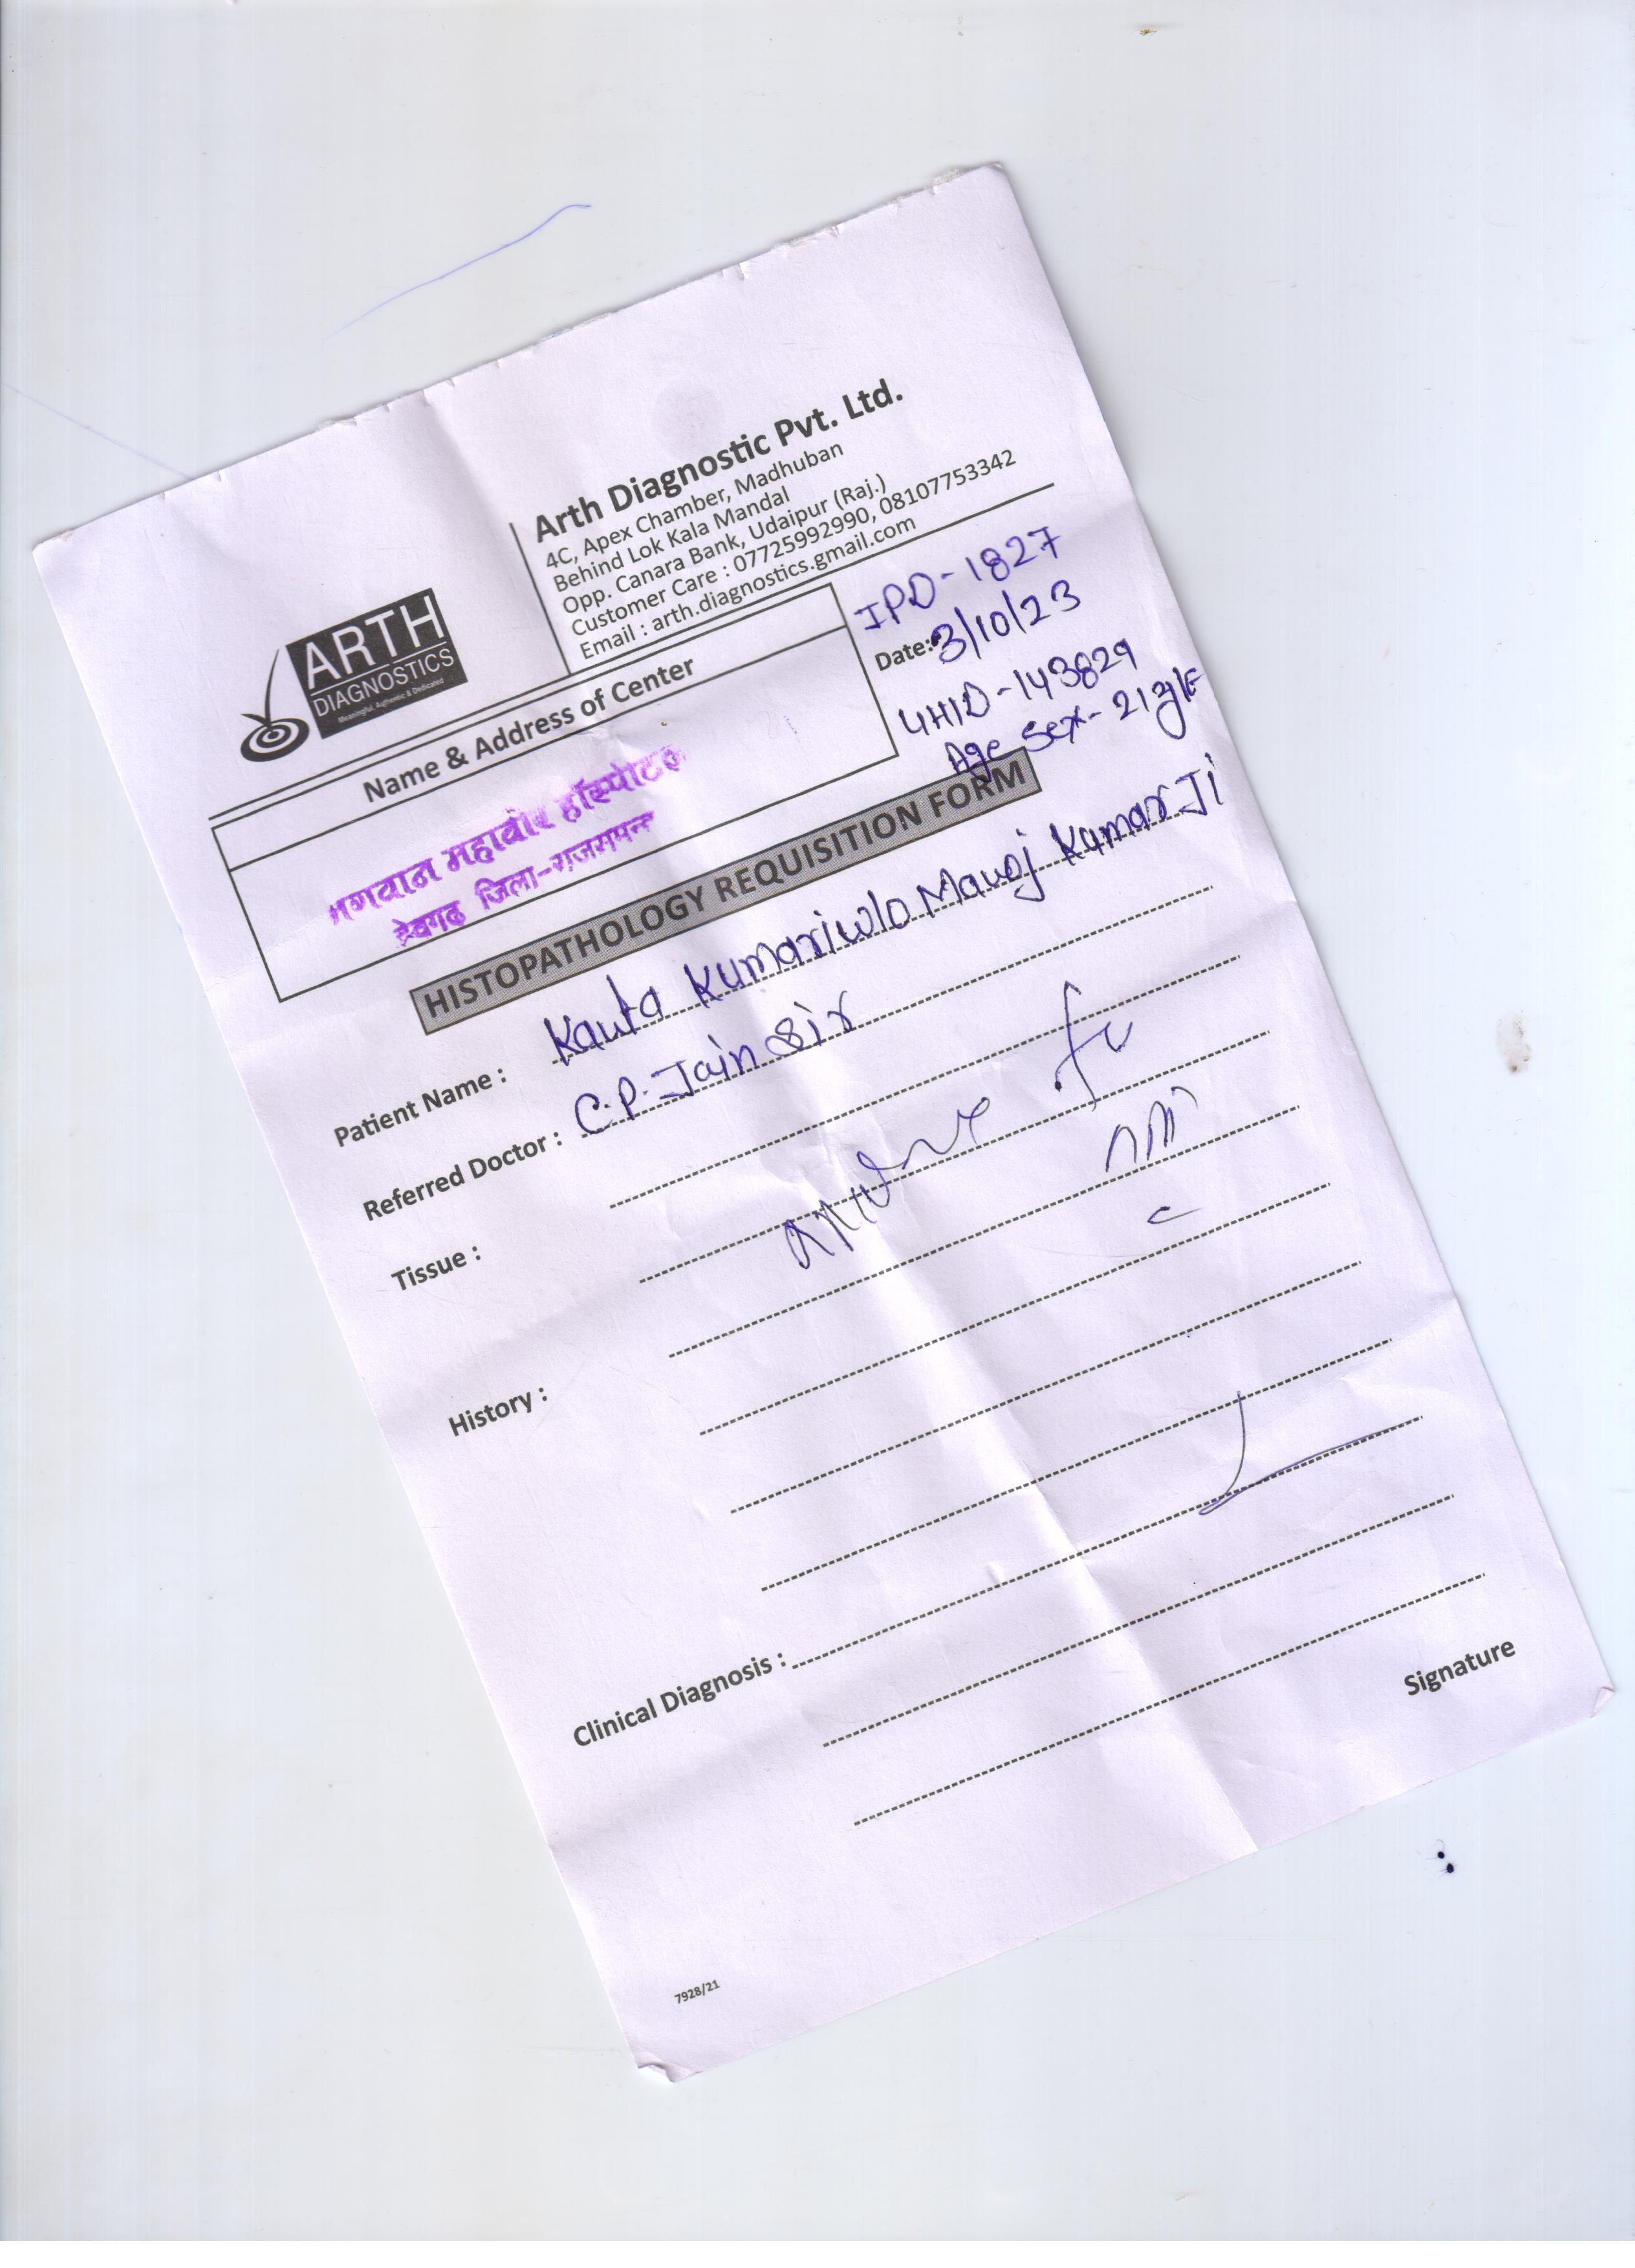 ARTH
DIAGNOSTICS
Meaningful, Authentic & Dedicated
Arth Diagnostic Pvt. Ltd.
4C, Apex Chamber, Madhuban
Behind Lok Kala Mandal
Opp. Canara Bank, Udaipur (Raj.)
Customer Care : 07725992990, 08107753342
Email : arth.diagnostics.gmail.com
Name & Address of Center
भगवान महावीर हॉस्पीटल
देवगढ जिला-राजसमन्द
IPD-1827
Date: 3/10/23
UHID-143829
Age Sex-21y/F
HISTOPATHOLOGY REQUISITION FORM
Patient Name : Kanta Kumari w/o Manoj Kumar Ji
Referred Doctor : C.P. Jain Sir
Tissue :
History :
Clinical Diagnosis :
Signature
7928/21